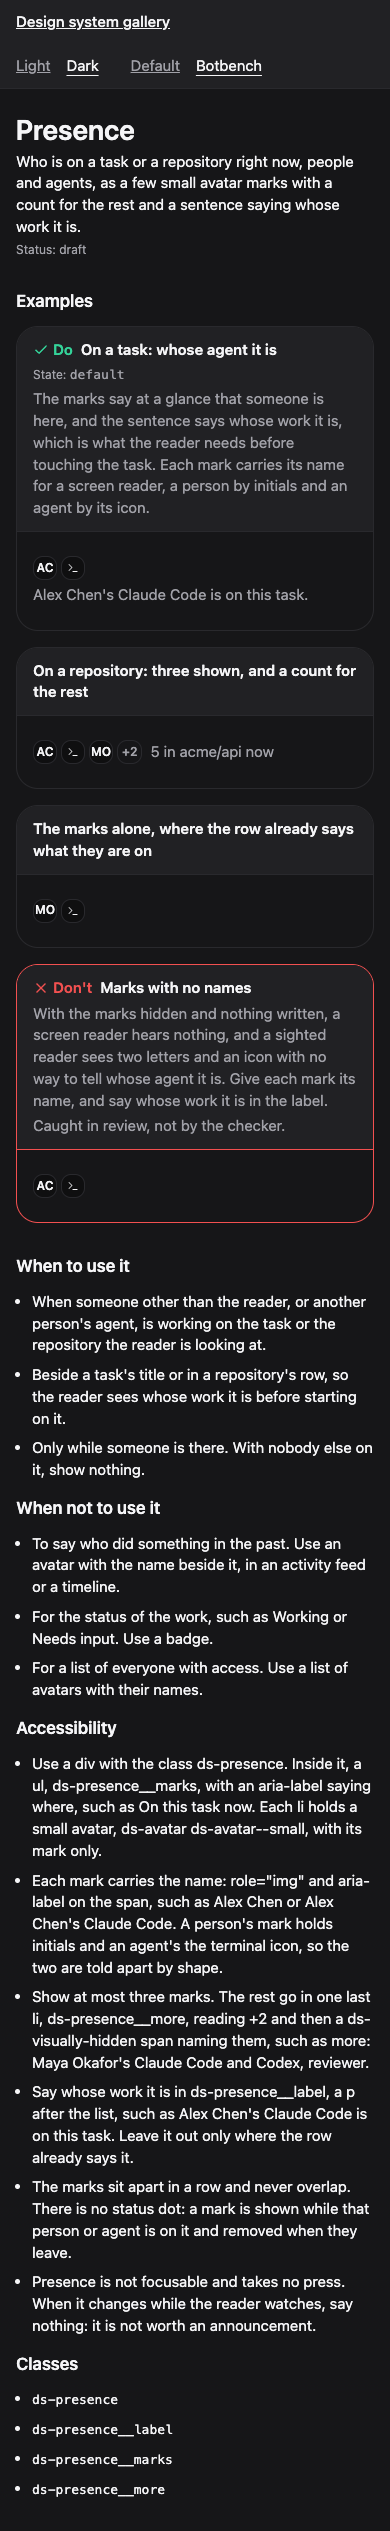 Design system gallery
Light Dark Default Botbench
Presence
Who is on a task or a repository right now, people
and agents, as a few small avatar marks with a
count for the rest and a sentence saying whose
work it is.
Status: draft
Examples
Do On a task: whose agent it is
State: default
The marks say at a glance that someone is
here, and the sentence says whose work it is,
which is what the reader needs before
touching the task. Each mark carries its name
for a screen reader, a person by initials and an
agent by its icon.
AC
Alex Chen's Claude Code is on this task.
On a repository: three shown, and a count for
the rest
AC MO +2 5 in acme/api now
The marks alone, where the row already says
what they are on
MO
Don't Marks with no names
With the marks hidden and nothing written, a
screen reader hears nothing, and a sighted
reader sees two letters and an icon with no
way to tell whose agent it is. Give each mark its
name, and say whose work it is in the label.
Caught in review, not by the checker.
AC
When to use it
• When someone other than the reader, or another
person's agent, is working on the task or the
repository the reader is looking at.
• Beside a task's title or in a repository's row, so
the reader sees whose work it is before starting
on it.
• Only while someone is there. With nobody else on
it, show nothing.
When not to use it
• To say who did something in the past. Use an
avatar with the name beside it, in an activity feed
or a timeline.
• For the status of the work, such as Working or
Needs input. Use a badge.
• For a list of everyone with access. Use a list of
avatars with their names.
Accessibility
• Use a div with the class ds-presence. Inside it, a
ul, ds-presence__marks, with an aria-label saying
where, such as On this task now. Each li holds a
small avatar, ds-avatar ds-avatar--small, with its
mark only.
• Each mark carries the name: role="img" and aria-
label on the span, such as Alex Chen or Alex
Chen's Claude Code. A person's mark holds
initials and an agent's the terminal icon, so the
two are told apart by shape.
• Show at most three marks. The rest go in one last
li, ds-presence__more, reading +2 and then a ds-
visually-hidden span naming them, such as more:
Maya Okafor's Claude Code and Codex, reviewer.
• Say whose work it is in ds-presence__label, a p
after the list, such as Alex Chen's Claude Code is
on this task. Leave it out only where the row
already says it.
• The marks sit apart in a row and never overlap.
There is no status dot: a mark is shown while that
person or agent is on it and removed when they
leave.
• Presence is not focusable and takes no press.
When it changes while the reader watches, say
nothing: it is not worth an announcement.
Classes
• ds-presence
• ds-presence__label
• ds-presence__marks
• ds-presence__more